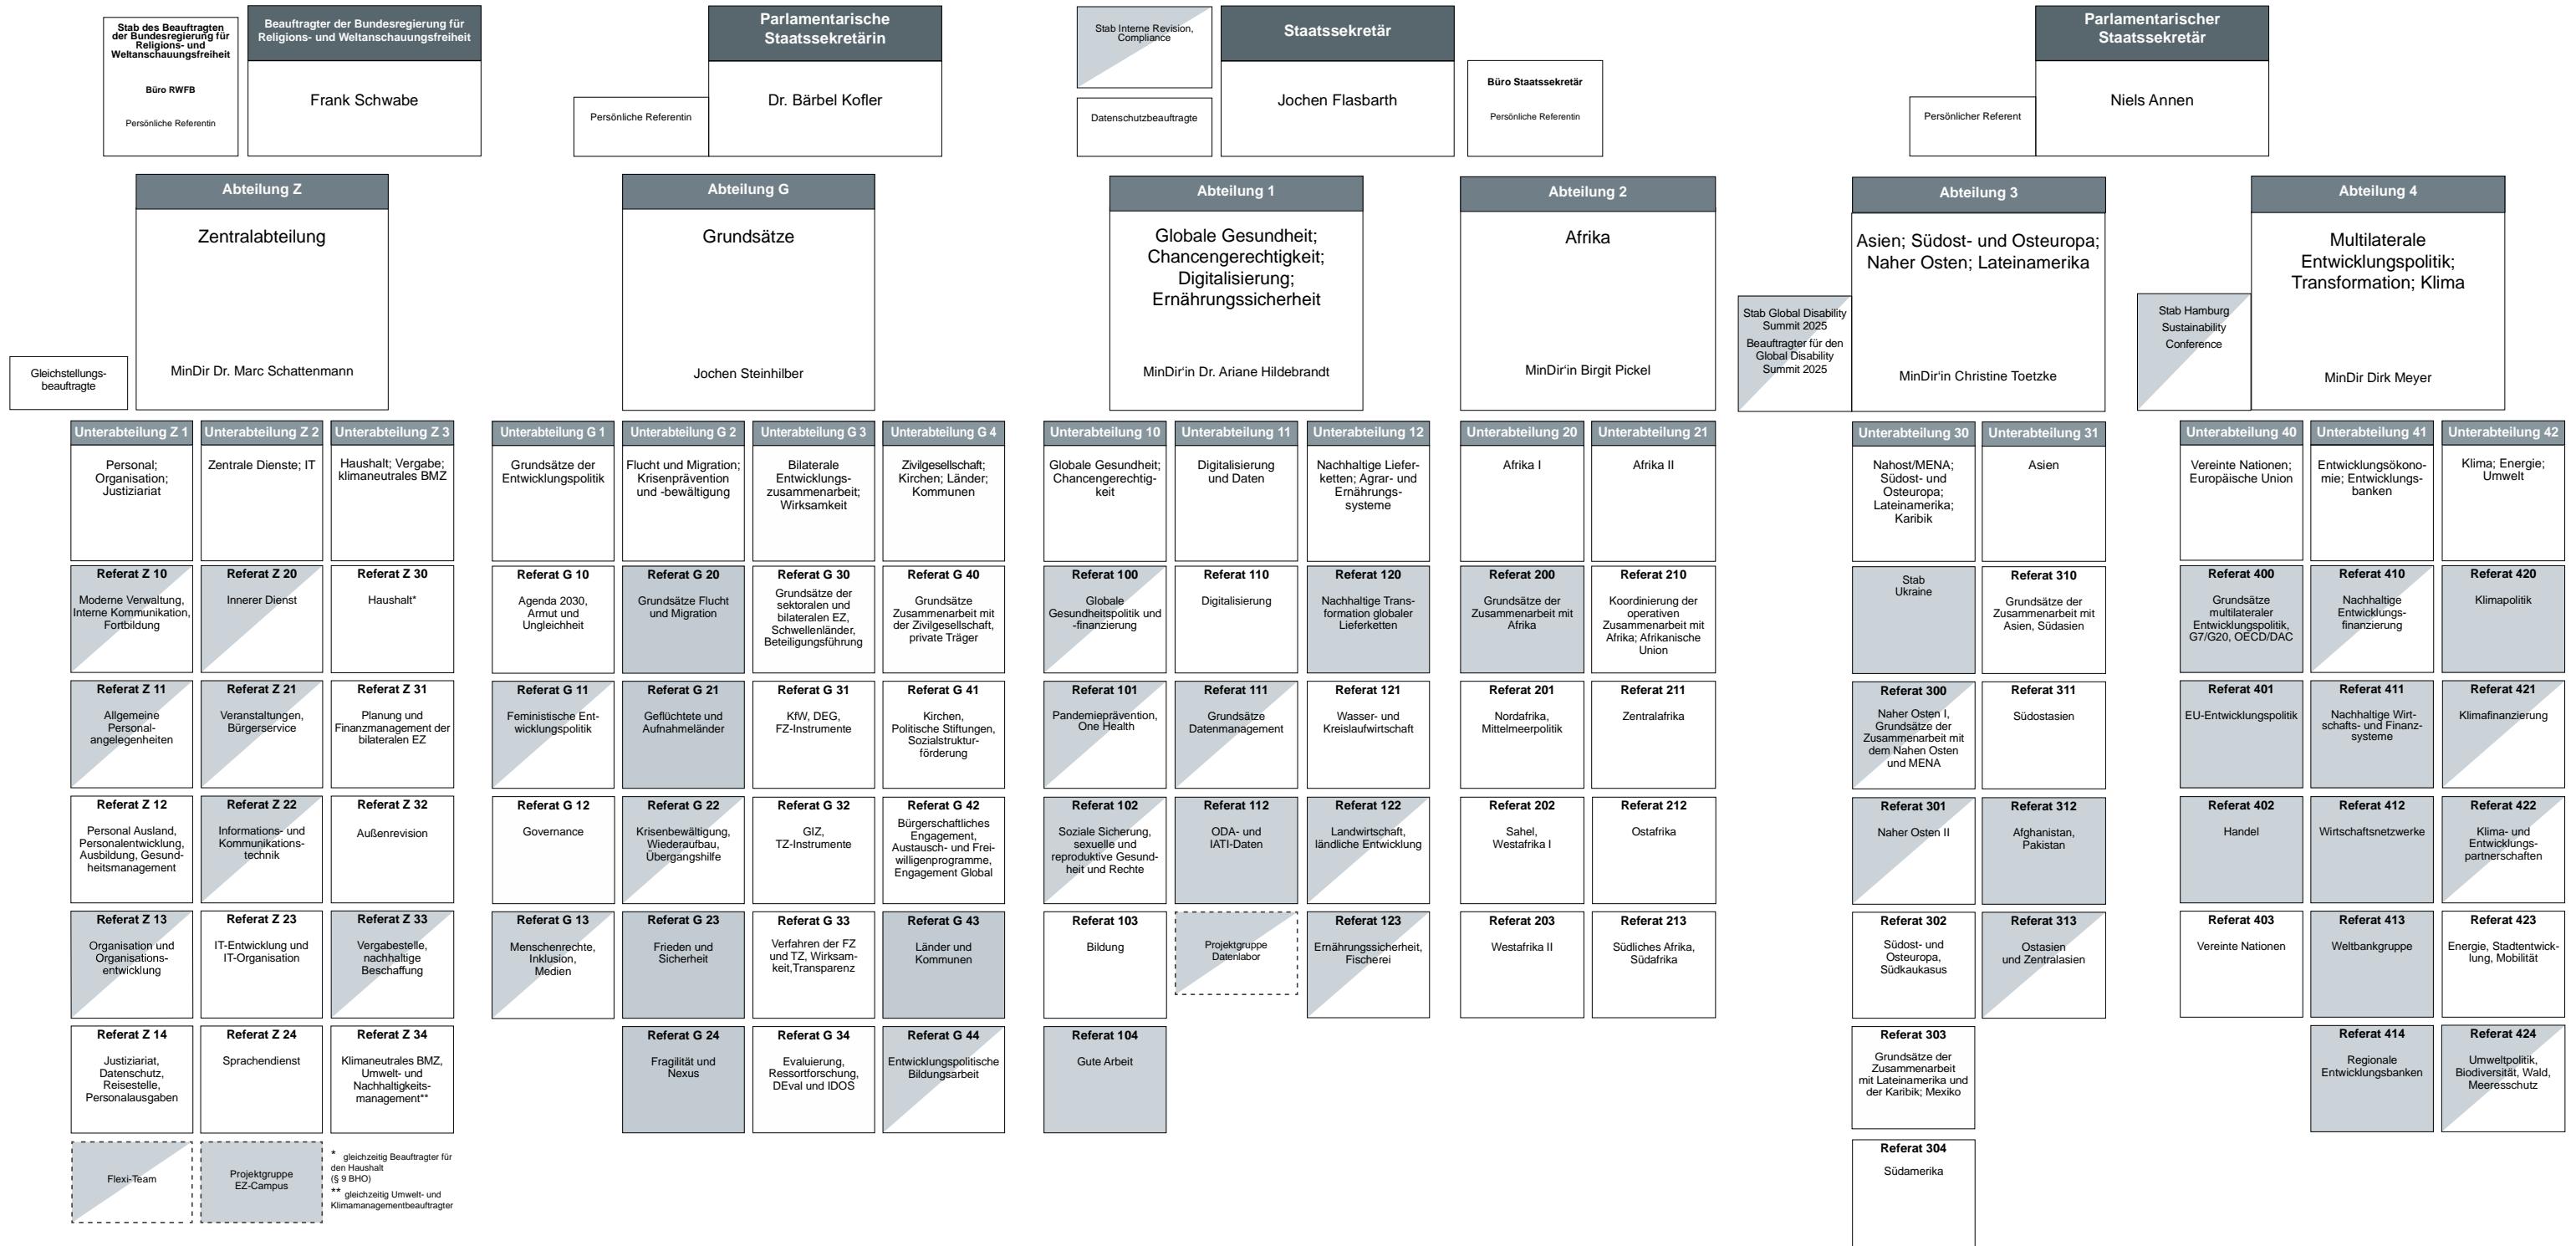 Stab des Beauftragten
der Bundesregierung für
Religions- und
Weltanschauungsfreiheit
Büro RWFB
Persönliche Referentin
Beauftragter der Bundesregierung für
Religions- und Weltanschauungsfreiheit
Frank Schwabe
Persönliche Referentin
Parlamentarische
Staatssekretärin
Dr. Bärbel Kofler
Stab Interne Revision,
Compliance
Datenschutzbeauftragte
Staatssekretär
Jochen Flasbarth
Büro Staatssekretär
Persönliche Referentin
Persönlicher Referent
Parlamentarischer
Staatssekretär
Niels Annen
Abteilung Z
Zentralabteilung
MinDir Dr. Marc Schattenmann
Gleichstellungs-
beauftragte
Abteilung G
Grundsätze
Jochen Steinhilber
Abteilung 1
Globale Gesundheit;
Chancengerechtigkeit;
Digitalisierung;
Ernährungssicherheit
MinDir‘in Dr. Ariane Hildebrandt
Abteilung 2
Afrika
MinDir‘in Birgit Pickel
Stab Global Disability
Summit 2025
Beauftragter für den
Global Disability
Summit 2025
Abteilung 3
Asien; Südost- und Osteuropa;
Naher Osten; Lateinamerika
MinDir‘in Christine Toetzke
Stab Hamburg
Sustainability
Conference
Abteilung 4
Multilaterale
Entwicklungspolitik;
Transformation; Klima
MinDir Dirk Meyer
Unterabteilung Z 1
Personal;
Organisation;
Justiziariat
Referat Z 10
Moderne Verwaltung,
Interne Kommunikation,
Fortbildung
Referat Z 11
Allgemeine
Personal-
angelegenheiten
Referat Z 12
Personal Ausland,
Personalentwicklung,
Ausbildung, Gesund-
heitsmanagement
Referat Z 13
Organisation und
Organisations-
entwicklung
Referat Z 14
Justiziariat,
Datenschutz,
Reisestelle,
Personalausgaben
Flexi-Team
Unterabteilung Z 2
Zentrale Dienste; IT
Referat Z 20
Innerer Dienst
Referat Z 21
Veranstaltungen,
Bürgerservice
Referat Z 22
Informations- und
Kommunikations-
technik
Referat Z 23
IT-Entwicklung und
IT-Organisation
Referat Z 24
Sprachendienst
Projektgruppe
EZ-Campus
Unterabteilung Z 3
Haushalt; Vergabe;
klimaneutrales BMZ
Referat Z 30
Haushalt*
Referat Z 31
Planung und
Finanzmanagement der
bilateralen EZ
Referat Z 32
Außenrevision
Referat Z 33
Vergabestelle,
nachhaltige
Beschaffung
Referat Z 34
Klimaneutrales BMZ,
Umwelt- und
Nachhaltigkeits-
management**
* gleichzeitig Beauftragter für
den Haushalt
(§ 9 BHO)
** gleichzeitig Umwelt- und
Klimamanagementbeauftragter
Unterabteilung G 1
Grundsätze der
Entwicklungspolitik
Referat G 10
Agenda 2030,
Armut und
Ungleichheit
Referat G 11
Feministische Ent-
wicklungspolitik
Referat G 12
Governance
Referat G 13
Menschenrechte,
Inklusion,
Medien
Unterabteilung G 2
Flucht und Migration;
Krisenprävention
und -bewältigung
Referat G 20
Grundsätze Flucht
und Migration
Referat G 21
Geflüchtete und
Aufnahmeländer
Referat G 22
Krisenbewältigung,
Wiederaufbau,
Übergangshilfe
Referat G 23
Frieden und
Sicherheit
Referat G 24
Fragilität und
Nexus
Unterabteilung G 3
Bilaterale
Entwicklungs-
zusammenarbeit;
Wirksamkeit
Referat G 30
Grundsätze der
sektoralen und
bilateralen EZ,
Schwellenländer,
Beteiligungsführung
Referat G 31
KfW, DEG,
FZ-Instrumente
Referat G 32
GIZ,
TZ-Instrumente
Referat G 33
Verfahren der FZ
und TZ, Wirksam-
keit,Transparenz
Referat G 34
Evaluierung,
Ressortforschung,
DEval und IDOS
Unterabteilung G 4
Zivilgesellschaft;
Kirchen; Länder;
Kommunen
Referat G 40
Grundsätze
Zusammenarbeit mit
der Zivilgesellschaft,
private Träger
Referat G 41
Kirchen,
Politische Stiftungen,
Sozialstruktur-
förderung
Referat G 42
Bürgerschaftliches
Engagement,
Austausch- und Frei-
willigenprogramme,
Engagement Global
Referat G 43
Länder und
Kommunen
Referat G 44
Entwicklungspolitische
Bildungsarbeit
Unterabteilung 10
Globale Gesundheit;
Chancengerechtig-
keit
Referat 100
Globale
Gesundheitspolitik und
-finanzierung
Referat 101
Pandemieprävention,
One Health
Referat 102
Soziale Sicherung,
sexuelle und
reproduktive Gesund-
heit und Rechte
Referat 103
Bildung
Referat 104
Gute Arbeit
Unterabteilung 11
Digitalisierung
und Daten
Referat 110
Digitalisierung
Referat 111
Grundsätze
Datenmanagement
Referat 112
ODA- und
IATI-Daten
Projektgruppe
Datenlabor
Unterabteilung 12
Nachhaltige Liefer-
ketten; Agrar- und
Ernährungs-
systeme
Referat 120
Nachhaltige Trans-
formation globaler
Lieferketten
Referat 121
Wasser- und
Kreislaufwirtschaft
Referat 122
Landwirtschaft,
ländliche Entwicklung
Referat 123
Ernährungssicherheit,
Fischerei
Unterabteilung 20
Afrika I
Referat 200
Grundsätze der
Zusammenarbeit mit
Afrika
Referat 201
Nordafrika,
Mittelmeerpolitik
Referat 202
Sahel,
Westafrika I
Referat 203
Westafrika II
Unterabteilung 21
Afrika II
Referat 210
Koordinierung der
operativen
Zusammenarbeit mit
Afrika; Afrikanische
Union
Referat 211
Zentralafrika
Referat 212
Ostafrika
Referat 213
Südliches Afrika,
Südafrika
Unterabteilung 30
Nahost/MENA;
Südost- und
Osteuropa;
Lateinamerika;
Karibik
Stab
Ukraine
Referat 300
Naher Osten I,
Grundsätze der
Zusammenarbeit mit
dem Nahen Osten
und MENA
Referat 301
Naher Osten II
Referat 302
Südost- und
Osteuropa,
Südkaukasus
Referat 303
Grundsätze der
Zusammenarbeit
mit Lateinamerika und
der Karibik; Mexiko
Referat 304
Südamerika
Unterabteilung 31
Asien
Referat 310
Grundsätze der
Zusammenarbeit mit
Asien, Südasien
Referat 311
Südostasien
Referat 312
Afghanistan,
Pakistan
Referat 313
Ostasien
und Zentralasien
Unterabteilung 40
Vereinte Nationen;
Europäische Union
Referat 400
Grundsätze
multilateraler
Entwicklungspolitik,
G7/G20, OECD/DAC
Referat 401
EU-Entwicklungspolitik
Referat 402
Handel
Referat 403
Vereinte Nationen
Unterabteilung 41
Entwicklungsökono-
mie; Entwicklungs-
banken
Referat 410
Nachhaltige
Entwicklungs-
finanzierung
Referat 411
Nachhaltige Wirt-
schafts- und Finanz-
systeme
Referat 412
Wirtschaftsnetzwerke
Referat 413
Weltbankgruppe
Referat 414
Regionale
Entwicklungsbanken
Unterabteilung 42
Klima; Energie;
Umwelt
Referat 420
Klimapolitik
Referat 421
Klimafinanzierung
Referat 422
Klima- und
Entwicklungs-
partnerschaften
Referat 423
Energie, Stadtentwick-
lung, Mobilität
Referat 424
Umweltpolitik,
Biodiversität, Wald,
Meeresschutz